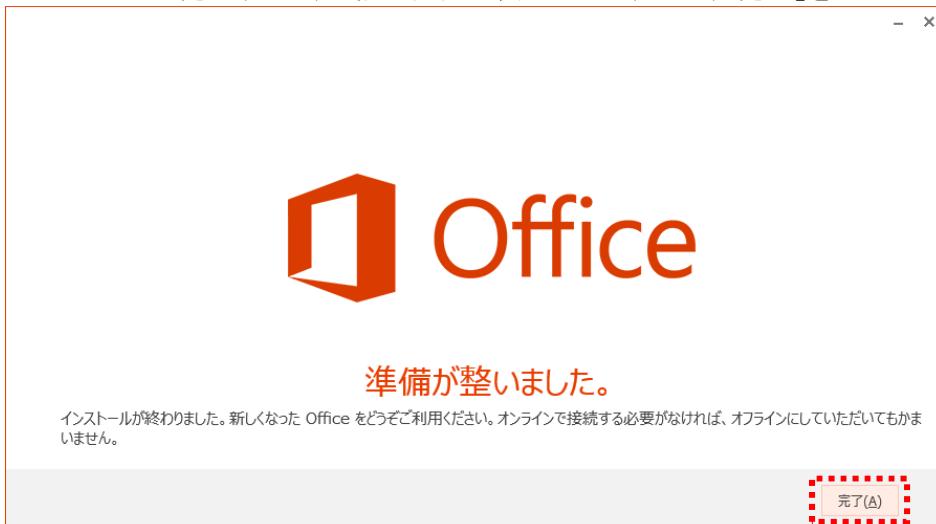 Office
準備が整いました。
インストールが終わりました。新しくなった Office をどうぞご利用ください。オンラインで接続する必要がなければ、オフラインにしていただいてもかま
いません。
完了(A)